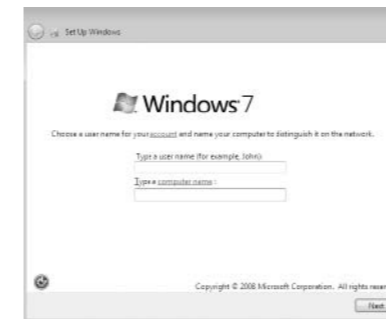 Set Up Windows
Windows 7
Choose a user name for your account and name your computer to distinguish it on the network.
Type a user name (for example, John)
Type a computer name :
Copyright © 2008 Microsoft Corporation. All rights reser
Next